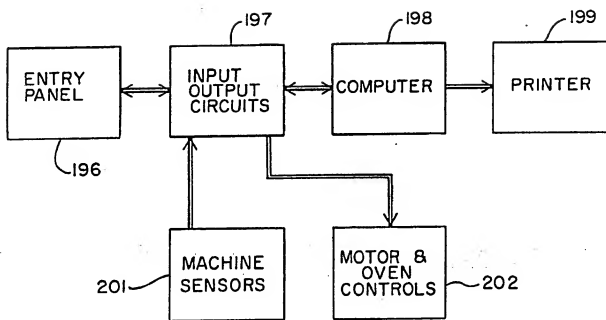 197
198
199
ENTRY
PANEL
INPUT
OUTPUT
CIRCUITS
COMPUTER
PRINTER
196
MACHINE
SENSORS
201
MOTOR &
OVEN
CONTROLS
202